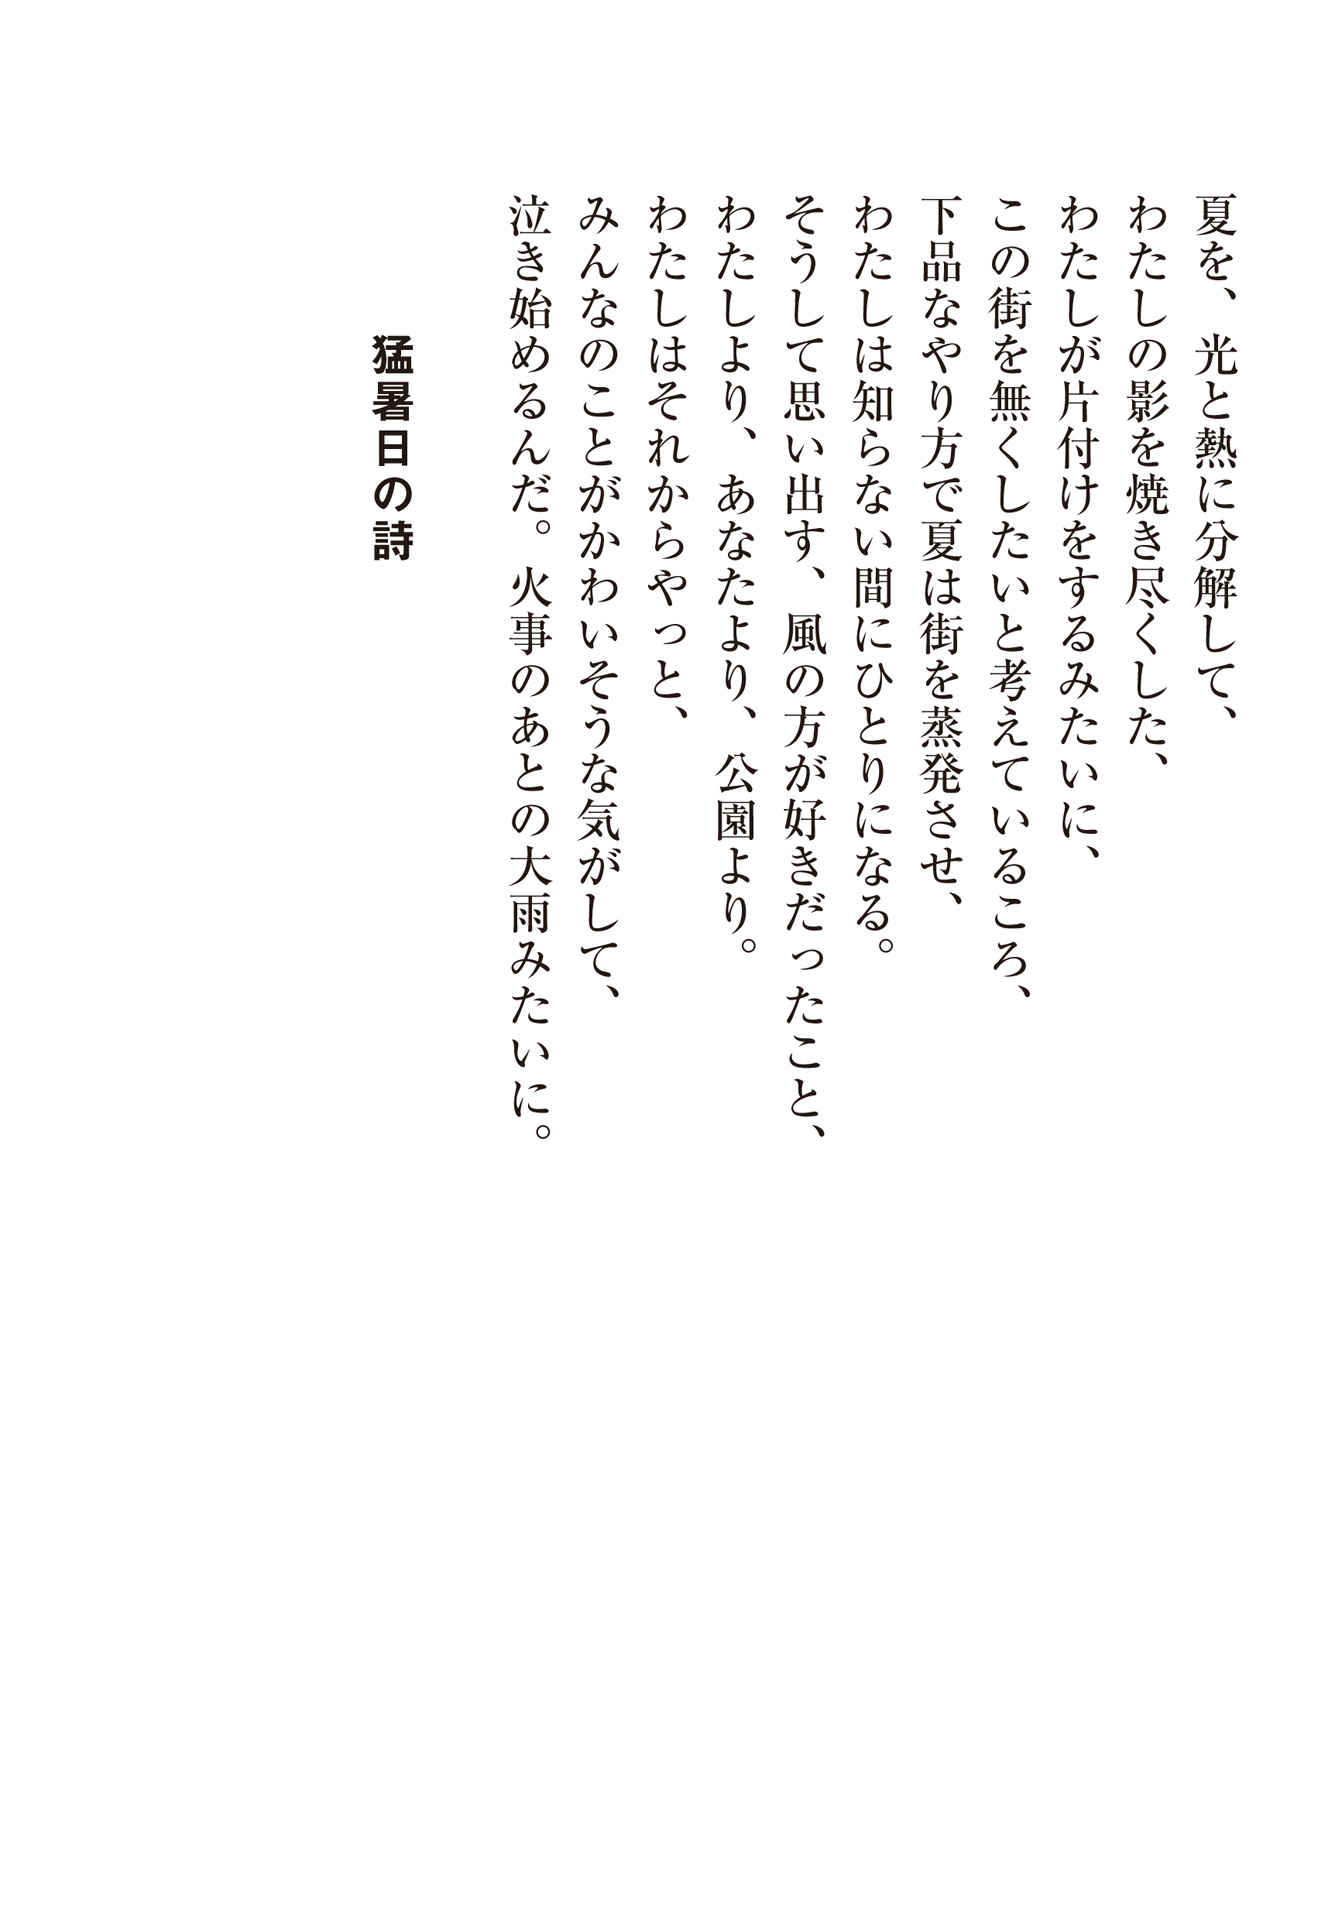 夏を、光と熱に分解して、
わたしの影を焼き尽くした、
わたしが片付けをするみたいに、
この街を無くしたいと考えているころ、
下品なやり方で夏は街を蒸発させ、
わたしは知らない間にひとりになる。
そうして思い出す、風の方が好きだったこと、
わたしより、あなたより、公園より。
わたしはそれからやっと、
みんなのことがかわいそうな気がして、
泣き始めるんだ。火事のあとの大雨みたいに。
猛暑日の詩